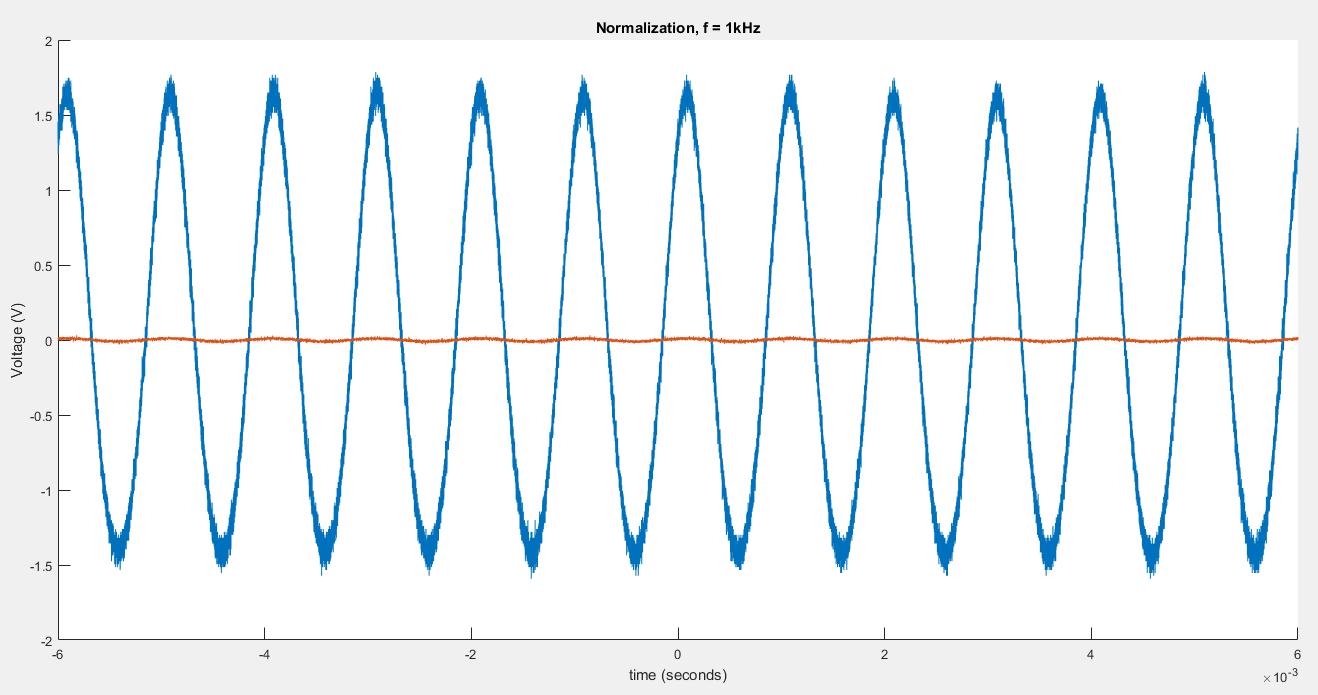 Normalization, f = 1kHz
Voltage (V)
2
1.5
1
0.5
0
-0.5
-1
-1.5
-2
-6 -4 -2 0 2 4 6
time (seconds)
×10⁻³